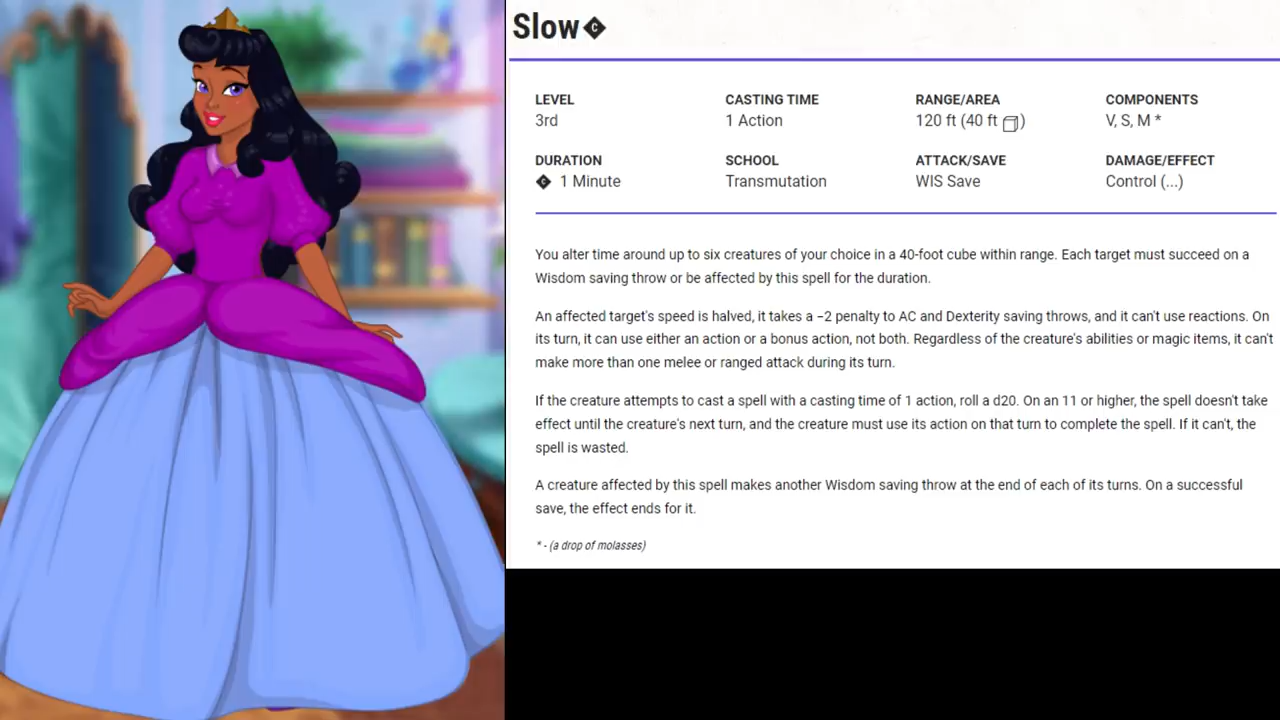 Slow
LEVEL
3rd
CASTING TIME
1 Action
RANGE/AREA
120 ft (40 ft )
COMPONENTS
V, S, M *
DURATION
1 Minute
SCHOOL
Transmutation
ATTACK/SAVE
WIS Save
DAMAGE/EFFECT
Control (...)
You alter time around up to six creatures of your choice in a 40-foot cube within range. Each target must succeed on a
Wisdom saving throw or be affected by this spell for the duration.
An affected target's speed is halved, it takes a −2 penalty to AC and Dexterity saving throws, and it can't use reactions. On
its turn, it can use either an action or a bonus action, not both. Regardless of the creature's abilities or magic items, it can't
make more than one melee or ranged attack during its turn.
If the creature attempts to cast a spell with a casting time of 1 action, roll a d20. On an 11 or higher, the spell doesn't take
effect until the creature's next turn, and the creature must use its action on that turn to complete the spell. If it can't, the
spell is wasted.
A creature affected by this spell makes another Wisdom saving throw at the end of each of its turns. On a successful
save, the effect ends for it.
* - (a drop of molasses)